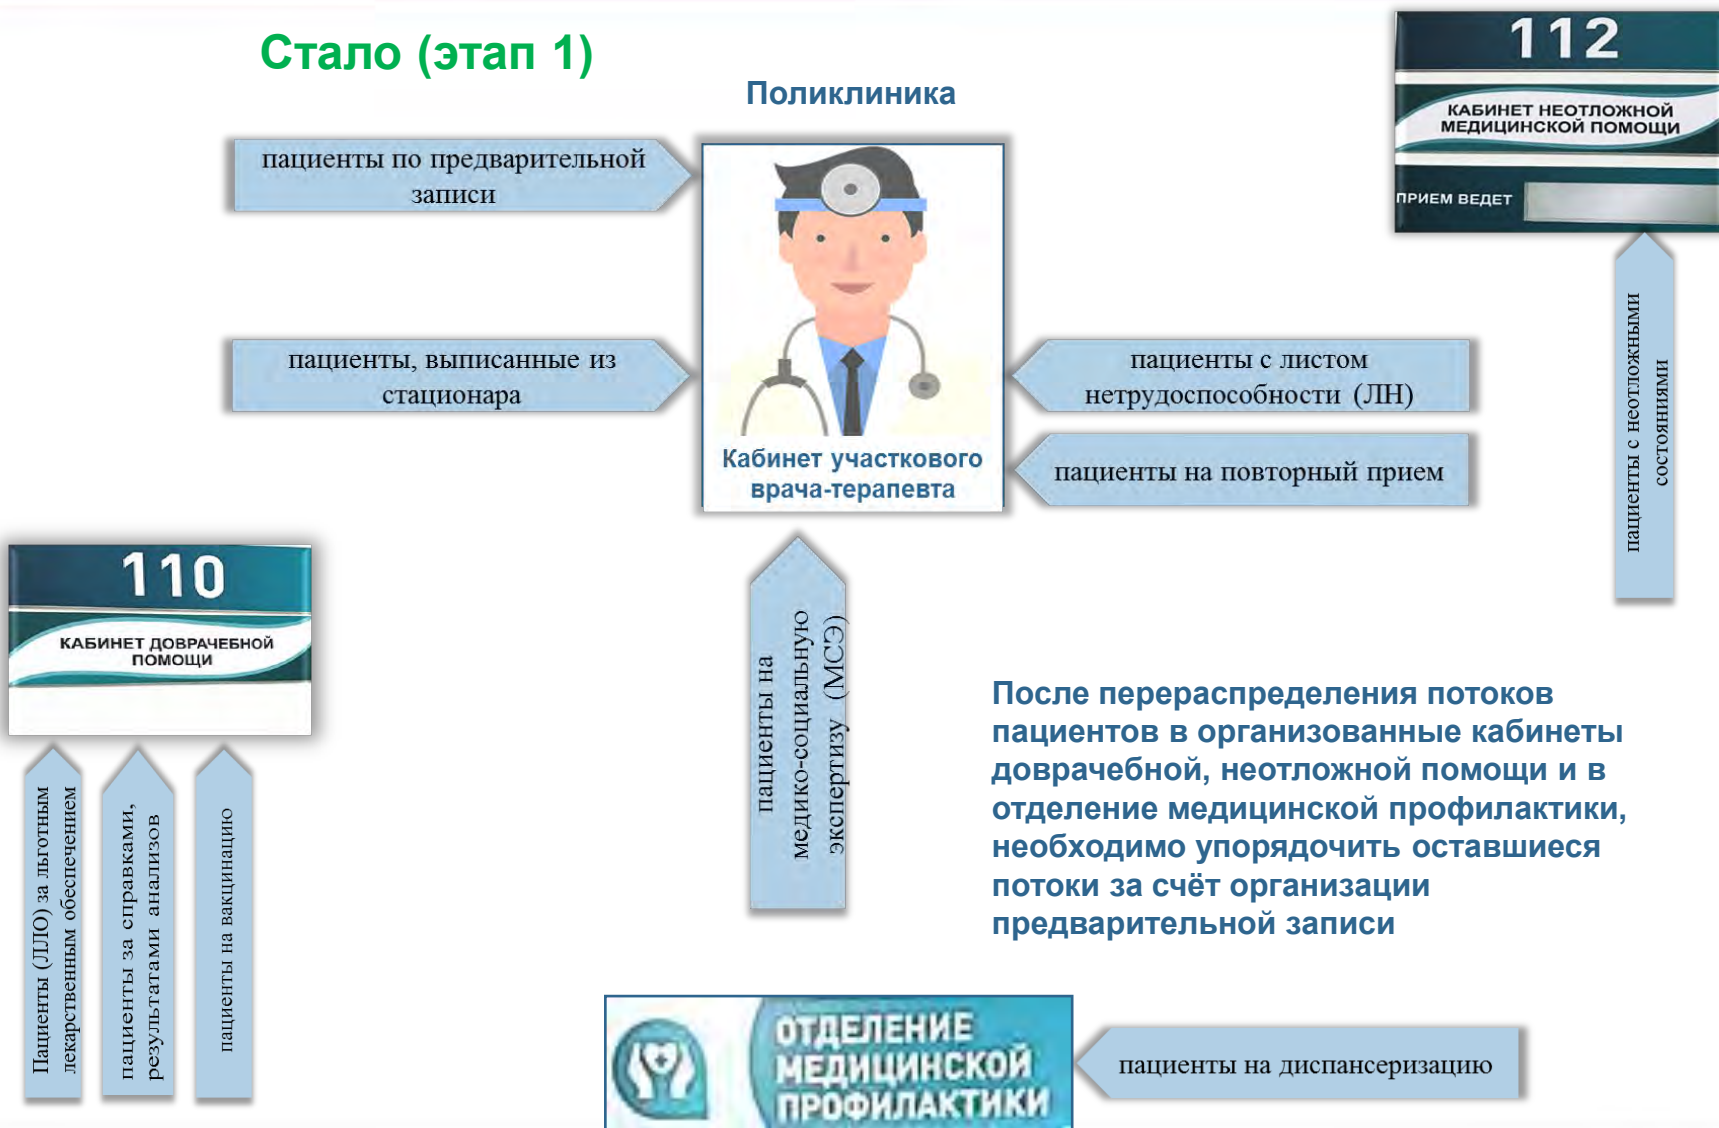 Стало (этап 1)
Поликлиника
112
КАБИНЕТ НЕОТЛОЖНОЙ
МЕДИЦИНСКОЙ ПОМОЩИ
ПРИЕМ ВЕДЕТ
пациенты по предварительной
записи
пациенты, выписанные из
стационара
Кабинет участкового
врача-терапевта
пациенты с листом
нетрудоспособности (ЛН)
пациенты на повторный прием
пациенты с неотложными
состояниями
110
КАБИНЕТ ДОВРАЧЕБНОЙ
ПОМОЩИ
Пациенты (ЛЛО) за льготным
лекарственным обеспечением
пациенты за справками,
результатами анализов
пациенты на вакцинацию
пациенты на
медико-социальную
экспертизу (МСЭ)
После перераспределения потоков
пациентов в организованные кабинеты
доврачебной, неотложной помощи и в
отделение медицинской профилактики,
необходимо упорядочить оставшиеся
потоки за счёт организации
предварительной записи
ОТДЕЛЕНИЕ
МЕДИЦИНСКОЙ
ПРОФИЛАКТИКИ
пациенты на диспансеризацию